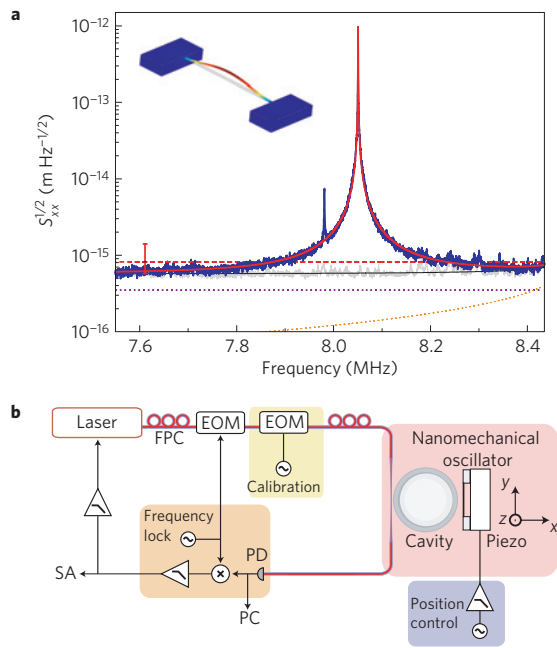 a
10⁻¹²
10⁻¹³
10⁻¹⁴
10⁻¹⁵
10⁻¹⁶
S_xx^1/2 (m Hz⁻¹/²)
7.6
7.8
8.0
8.2
8.4
Frequency (MHz)
b
Laser
FPC
EOM
EOM
Calibration
Nanomechanical
oscillator
y
z
x
Cavity
Piezo
Frequency
lock
PD
SA
PC
Position
control